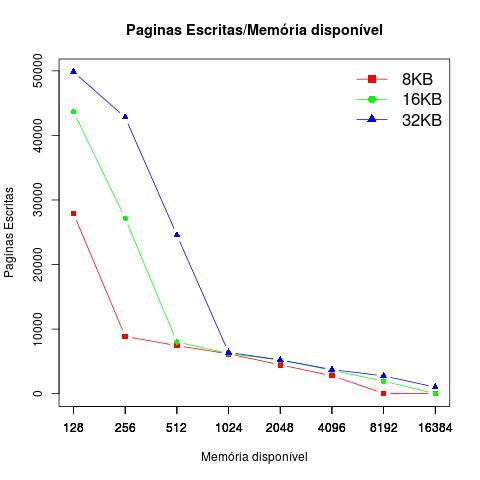 Paginas Escritas/Memória disponível
8KB
16KB
32KB
Paginas Escritas
50000
40000
30000
20000
10000
0
128 256 512 1024 2048 4096 8192 16384
Memória disponível